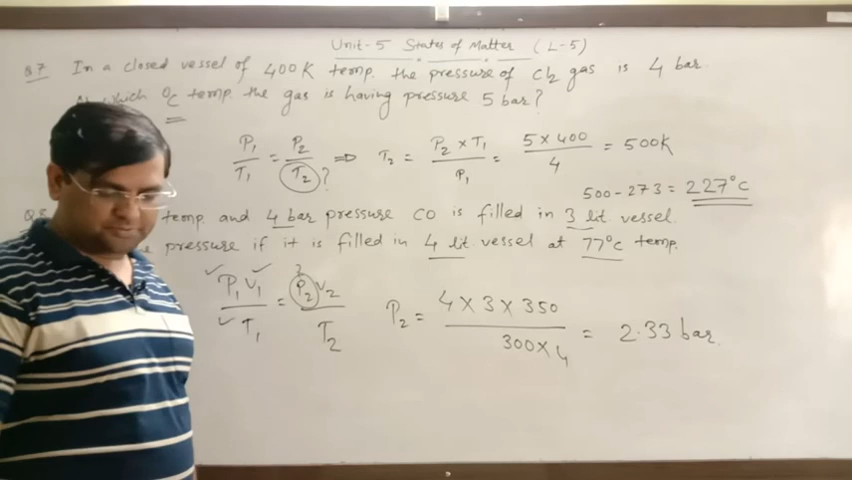 Unit-5 States of Matter (L-5)
Q7 In a closed vessel of 400K temp. the pressure of Cl2 gas is 4 bar.
which °C temp. the gas is having pressure 5 bar?
P1/T1 = P2/T2 ? ⇒ T2 = P2 × T1/P1 = 5 × 400/4 = 500K
500 - 273 = 227°C
temp and 4 bar pressure CO is filled in 3 lit vessel.
pressure if it is filled in 4 lit vessel at 77°C temp.
✓P1 V1✓/✓T1 = P2 V2/T2 ? P2 = 4 × 3 × 350/300 × 4 = 2.33 bar.